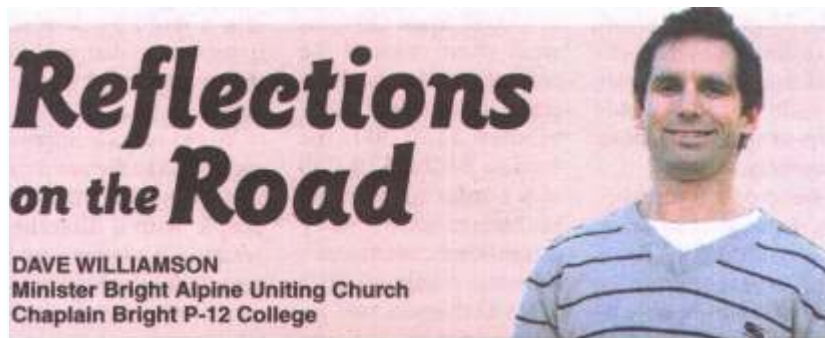 Reflections
on the Road
DAVE WILLIAMSON
Minister Bright Alpine Uniting Church
Chaplain Bright P-12 College